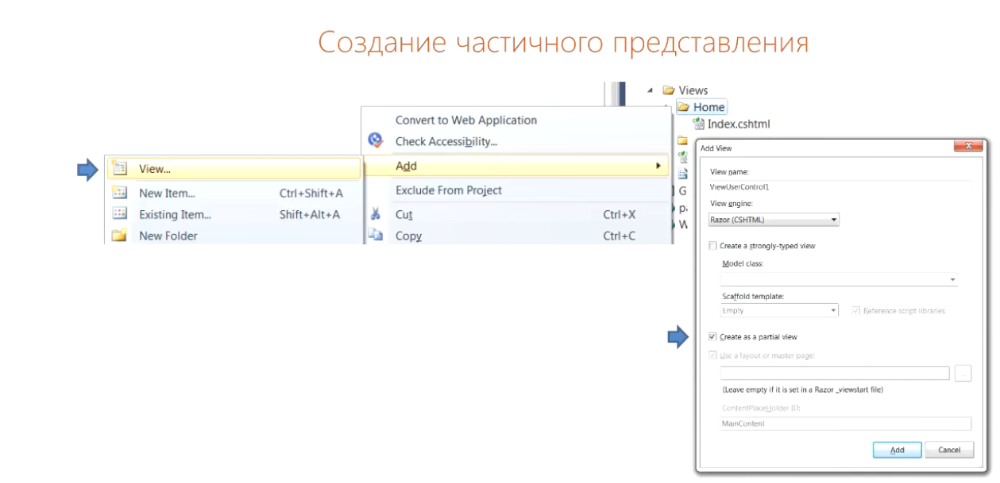 Создание частичного представления
Views
Home
Index.cshtml
Convert to Web Application
Check Accessibility...
Add
Exclude From Project
Cut Ctrl+X
Copy Ctrl+C
View...
New Item... Ctrl+Shift+A
Existing Item... Shift+Alt+A
New Folder
G
W
Add View
View name:
ViewUserControl1
View engine:
Razor (CSHTML)
Create a strongly-typed view
Model class:
Scaffold template:
Empty Reference script libraries
Create as a partial view
Use a layout or master page:
...
(Leave empty if it is set in a Razor _viewstart file)
ContentPlaceHolder ID:
MainContent
Add Cancel